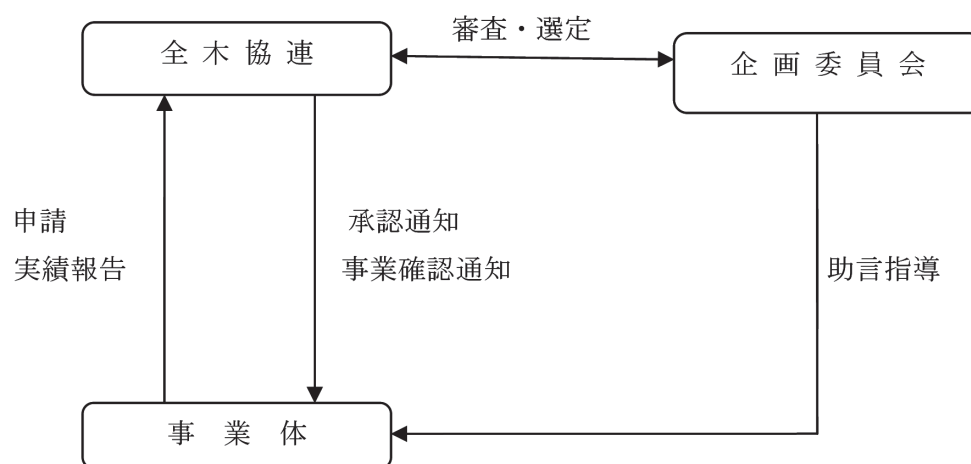 全木協連
審査・選定
企画委員会
申請
実績報告
承認通知
事業確認通知
助言指導
事業体